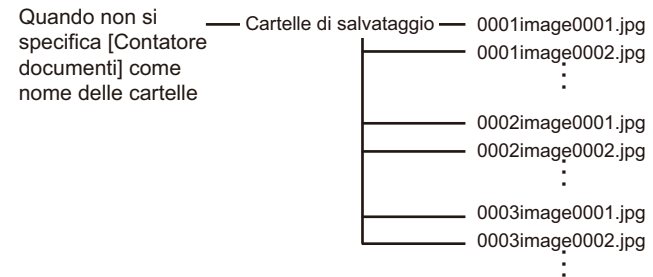 Quando non si
specifica [Contatore
documenti] come
nome delle cartelle
Cartelle di salvataggio
0001image0001.jpg
0001image0002.jpg
0002image0001.jpg
0002image0002.jpg
0003image0001.jpg
0003image0002.jpg